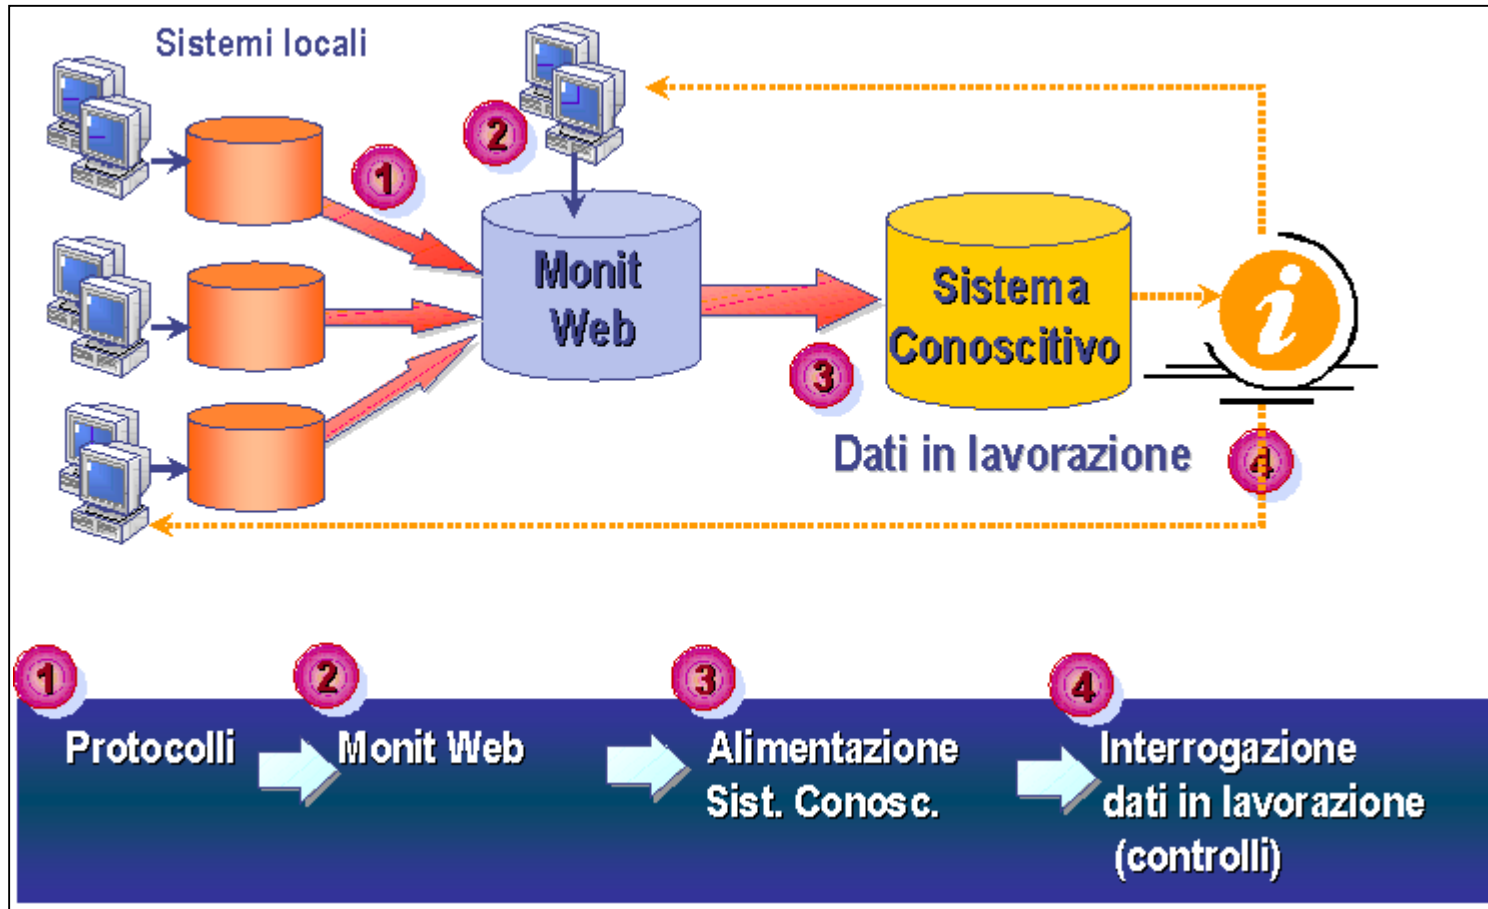 Sistemi locali
1
2
Monit
Web
3
Sistema
Conoscitivo
i
Dati in lavorazione
4
1
2
3
4
Protocolli
Monit Web
Alimentazione
Sist. Conosc.
Interrogazione
dati in lavorazione
(controlli)